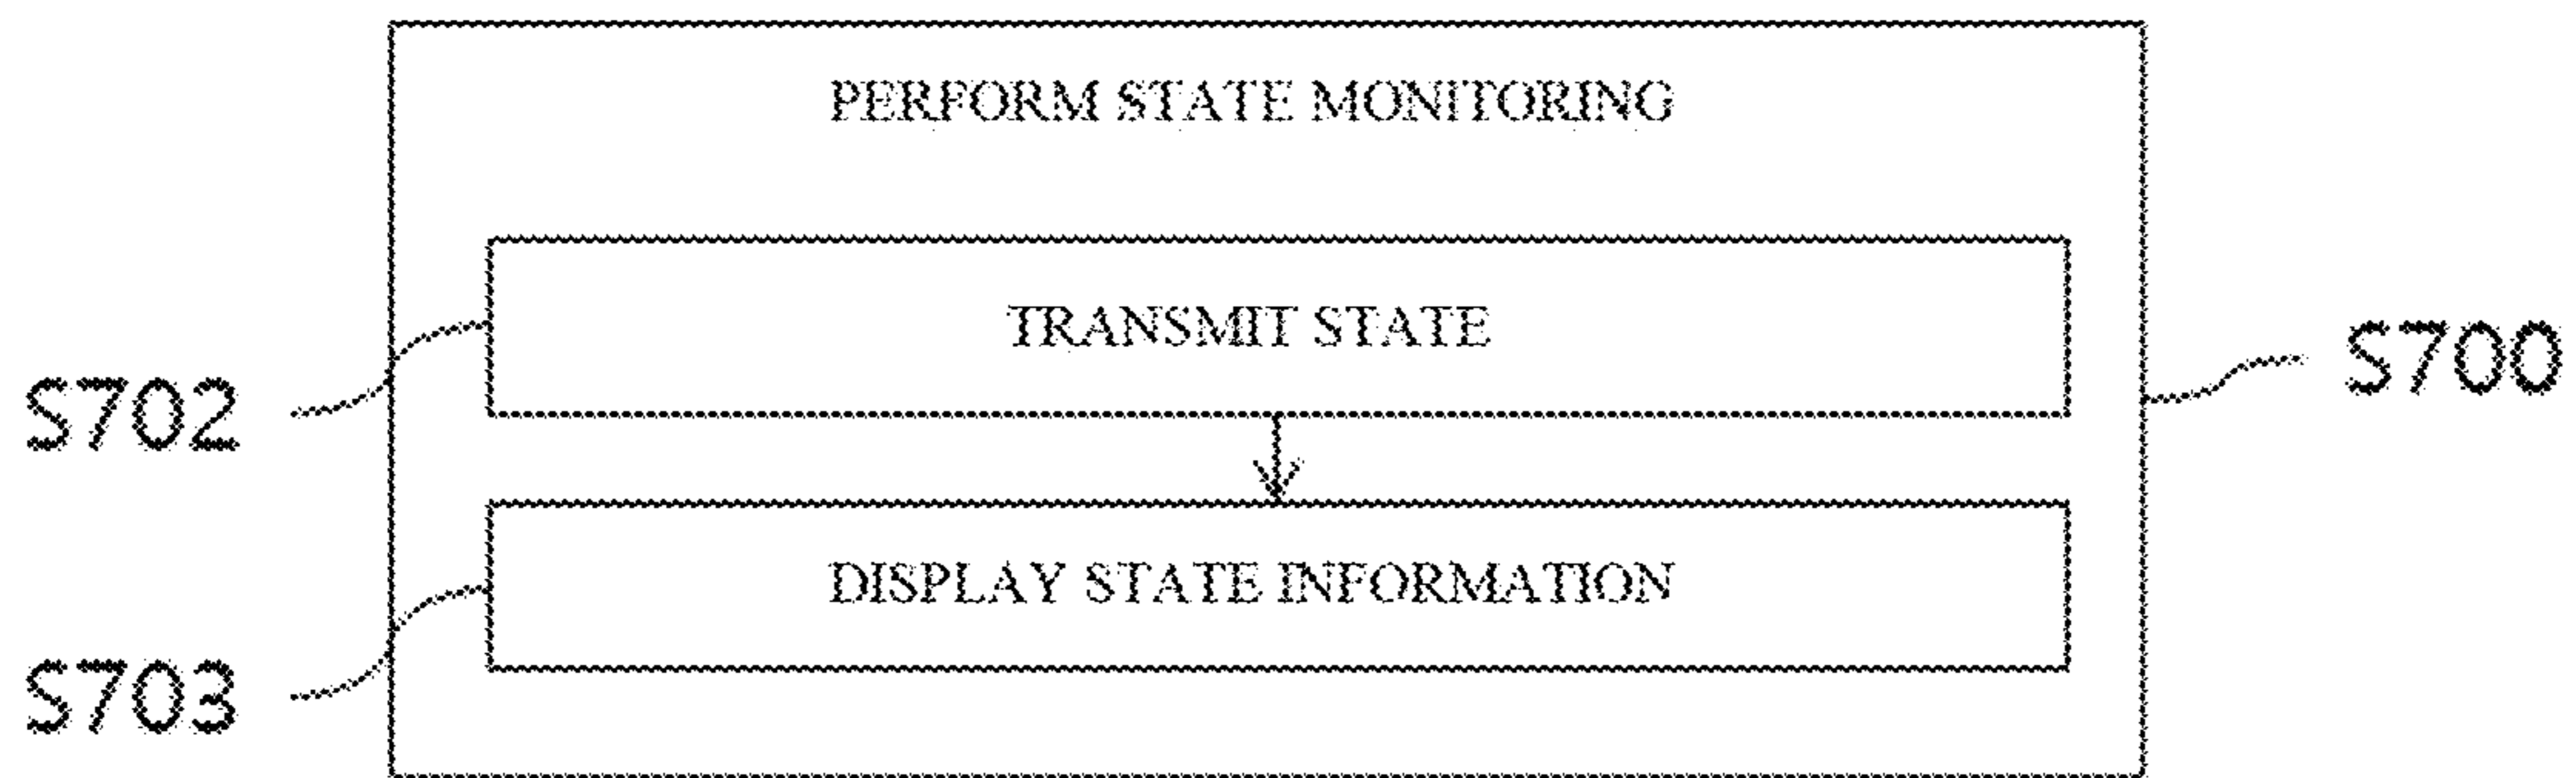 PERFORM STATE MONITORING
TRANSMIT STATE
S702
S700
DISPLAY STATE INFORMATION
S703